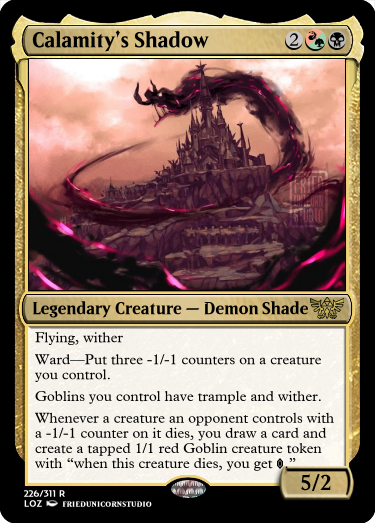 Calamity's Shadow 2
Legendary Creature — Demon Shade
Flying, wither
Ward—Put three -1/-1 counters on a creature
you control.
Goblins you control have trample and wither.
Whenever a creature an opponent controls
with a -1/-1 counter on it dies, you draw a card and
create a tapped 1/1 red Goblin creature token
with “when this creature dies, you get .”
5/2
226/311 R
LOZ FRIEDUNICORNSTUDIO